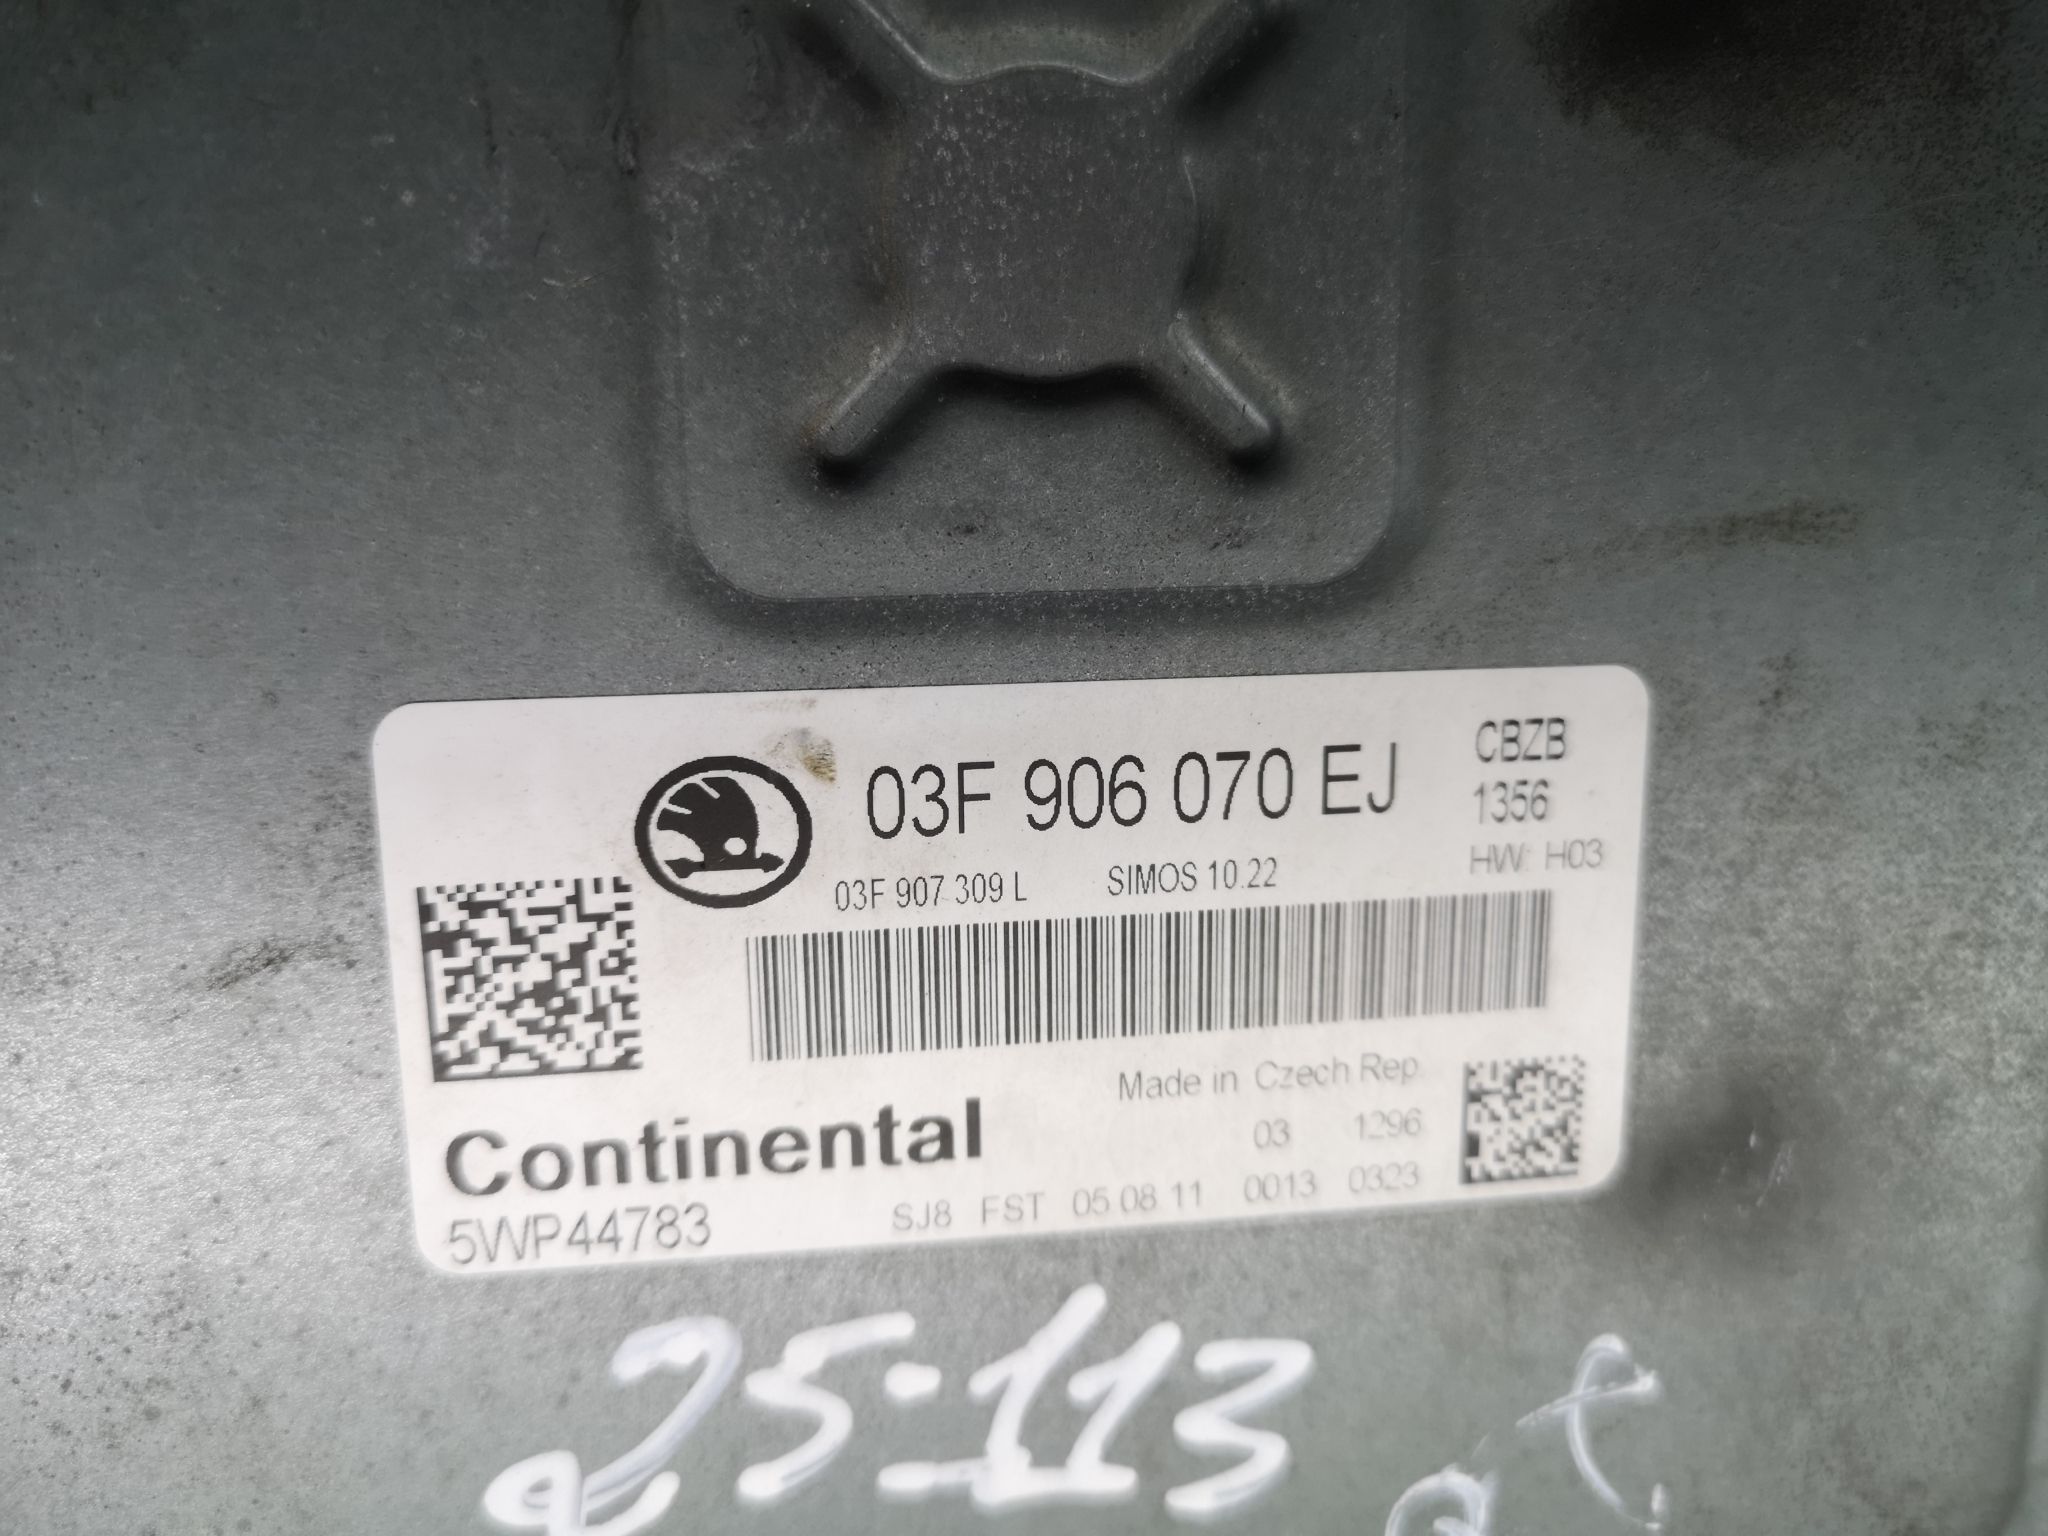 03F 906 070 EJ
CBZB
1356
HW: H03
03F 907 309 L SIMOS 10.22
Made in Czech Rep.
03 1296
Continental
5WP44783
SJ8 FST 05 08 11 0013 0323
25-113